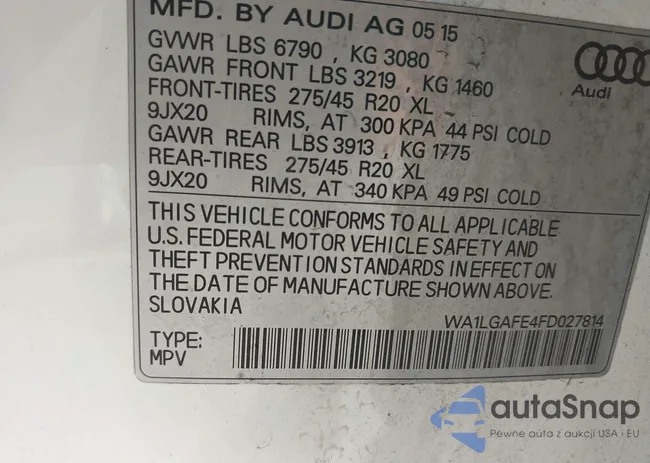 MFD. BY AUDI AG 05 15
GVWR LBS 6790 , KG 3080
GAWR FRONT LBS 3219 , KG 1460
FRONT-TIRES 275/45 R20 XL
9JX20 RIMS, AT 300 KPA 44 PSI COLD
GAWR REAR LBS 3913 , KG 1775
REAR-TIRES 275/45 R20 XL
9JX20 RIMS, AT 340 KPA 49 PSI COLD
Audi
THIS VEHICLE CONFORMS TO ALL APPLICABLE
U.S. FEDERAL MOTOR VEHICLE SAFETY AND
THEFT PREVENTION STANDARDS IN EFFECT ON
THE DATE OF MANUFACTURE SHOWN ABOVE.
SLOVAKIA
WA1LGAFE4FD027814
TYPE:
MPV
autaSnap
Pewne auta z aukcji USA i EU